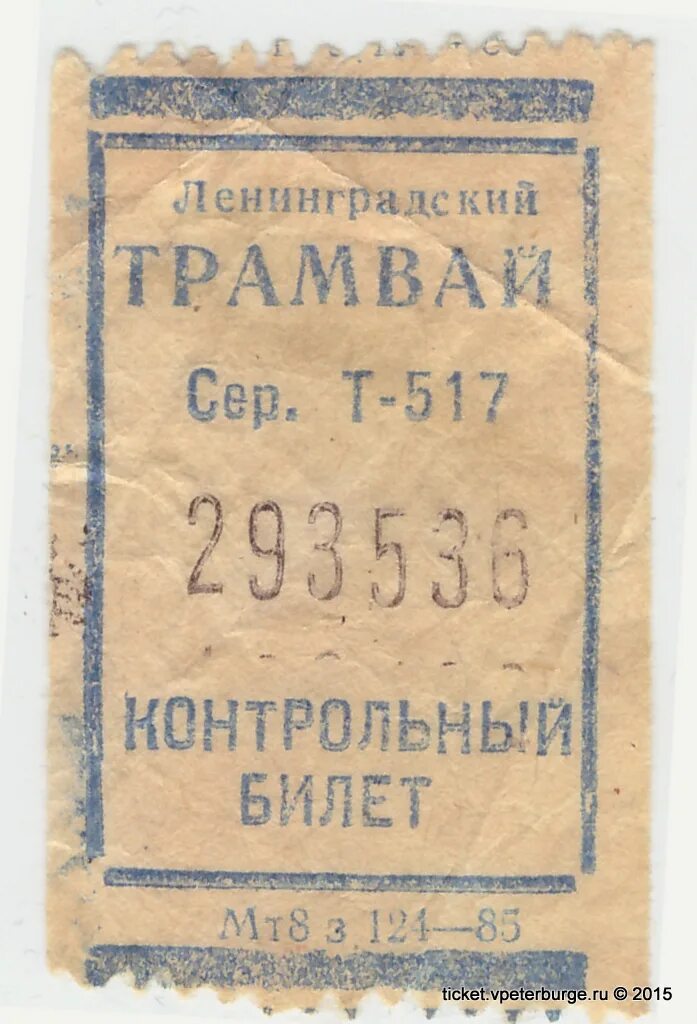 Ленинградский
ТРАМВАЙ
Сер. Т-517
293536
КОНТРОЛЬНЫЙ
БИЛЕТ
Мт8 з 124—85
ticket.vpeterburge.ru © 2015